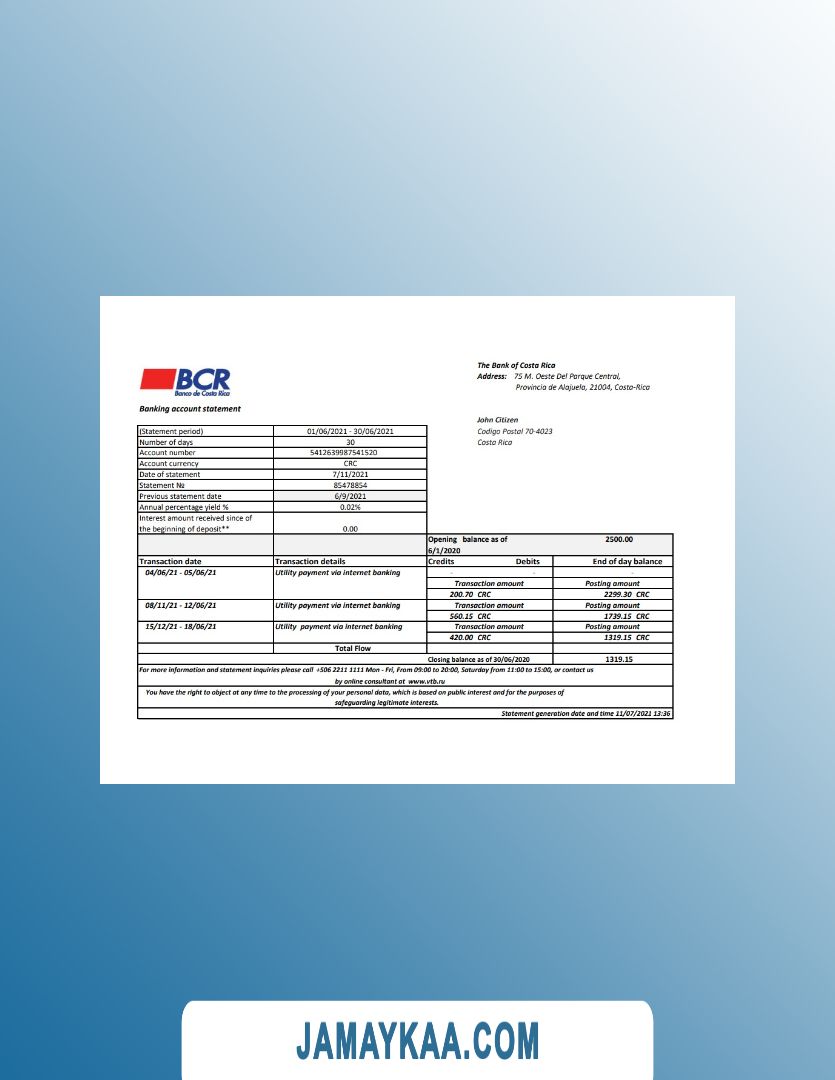 BCR
Banco de Costa Rica
Banking account statement
The Bank of Costa Rica
Address: 75 M. Oeste Del Parque Central,
Provincia de Alajuela, 21004, Costa-Rica
John Citizen
Codigo Postal 70-4023
Costa Rica
(Statement period) 01/06/2021 - 30/06/2021
Number of days 30
Account number 5412639987541520
Account currency CRC
Date of statement 7/11/2021
Statement № 85478854
Previous statement date 6/9/2021
Annual percentage yield % 0.02%
Interest amount received since of
the beginning of deposit** 0.00
Opening balance as of 2500.00
6/1/2020
Transaction date Transaction details Credits Debits End of day balance
04/06/21 - 05/06/21 Utility payment via internet banking - -
Transaction amount Posting amount
200.70 CRC 2299.30 CRC
08/11/21 - 12/06/21 Utility payment via internet banking Transaction amount Posting amount
560.15 CRC 1739.15 CRC
15/12/21 - 18/06/21 Utility payment via internet banking Transaction amount Posting amount
420.00 CRC 1319.15 CRC
Total Flow
Closing balance as of 30/06/2020 1319.15
For more information and statement inquiries please call +506 2211 1111 Mon - Fri, From 09:00 to 20:00, Saturday from 11:00 to 15:00, or contact us
by online consultant at www.vtb.ru
You have the right to object at any time to the processing of your personal data, which is based on public interest and for the purposes of
safeguarding legitimate interests.
Statement generation date and time 11/07/2021 13:36
JAMAYKAA.COM